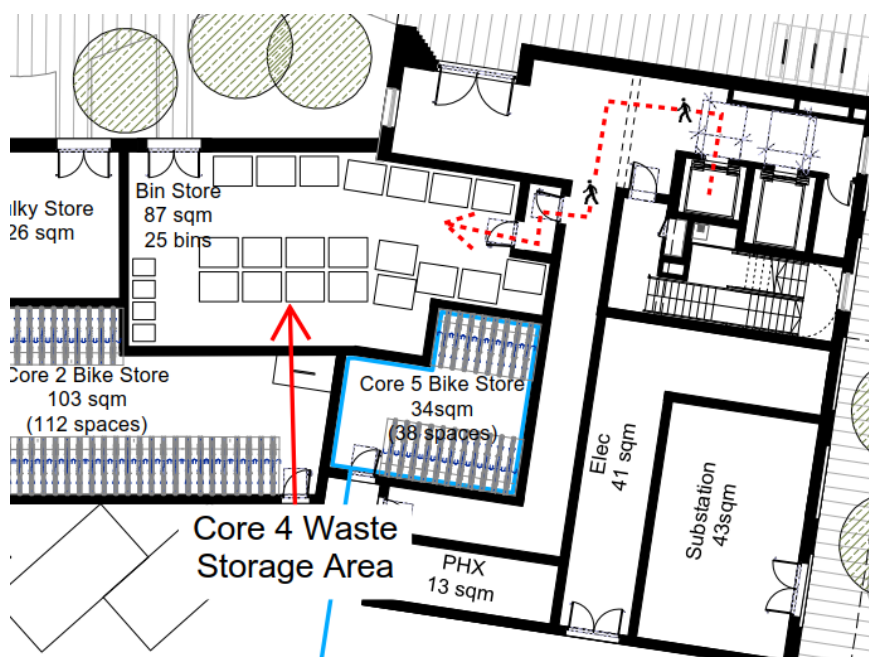 Bin Store
87 sqm
25 bins
ulky Store
26 sqm
Core 2 Bike Store
103 sqm
(112 spaces)
Core 5 Bike Store
34sqm
(38 spaces)
Core 4 Waste
Storage Area
Elec
41 sqm
Substation
43sqm
PHX
13 sqm